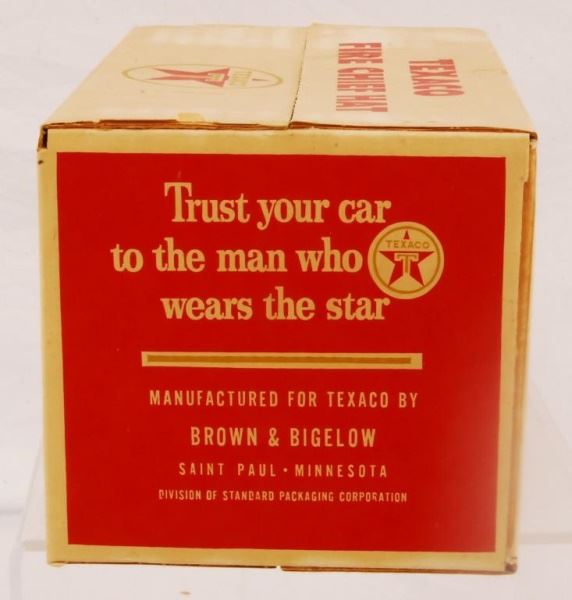 TEXACO
FIRE CHIEF HAT
TEXACO
Trust your car
to the man who
TEXACO
T
wears the star
MANUFACTURED FOR TEXACO BY
BROWN & BIGELOW
SAINT PAUL • MINNESOTA
DIVISION OF STANDARD PACKAGING CORPORATION